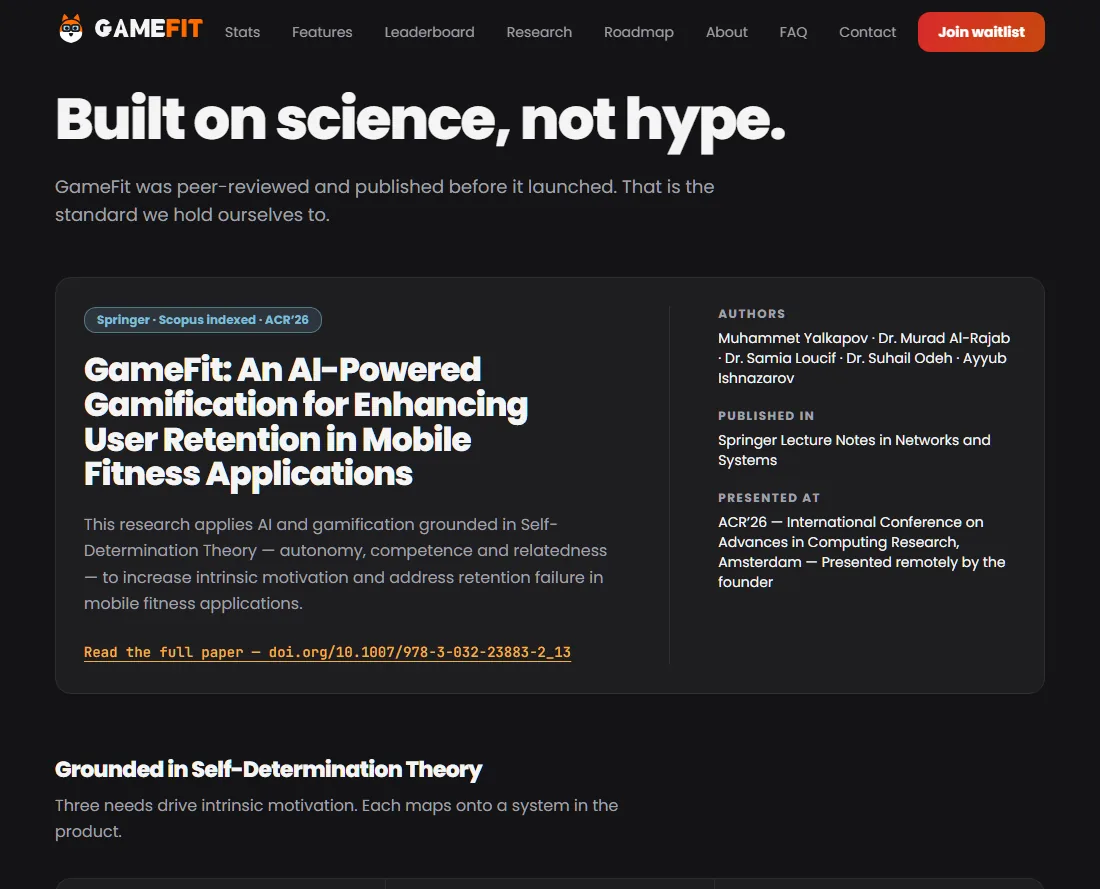 GAMEFIT Stats Features Leaderboard Research Roadmap About FAQ Contact Join waitlist
Built on science, not hype.
GameFit was peer-reviewed and published before it launched. That is the
standard we hold ourselves to.
Springer · Scopus indexed · ACR’26
GameFit: An AI-Powered
Gamification for Enhancing
User Retention in Mobile
Fitness Applications
This research applies AI and gamification grounded in Self-
Determination Theory — autonomy, competence and relatedness
— to increase intrinsic motivation and address retention failure in
mobile fitness applications.
Read the full paper — doi.org/10.1007/978-3-032-23883-2_13
AUTHORS
Muhammet Yalkapov · Dr. Murad Al-Rajab
· Dr. Samia Loucif · Dr. Suhail Odeh · Ayyub
Ishnazarov
PUBLISHED IN
Springer Lecture Notes in Networks and
Systems
PRESENTED AT
ACR’26 — International Conference on
Advances in Computing Research,
Amsterdam — Presented remotely by the
founder
Grounded in Self-Determination Theory
Three needs drive intrinsic motivation. Each maps onto a system in the
product.